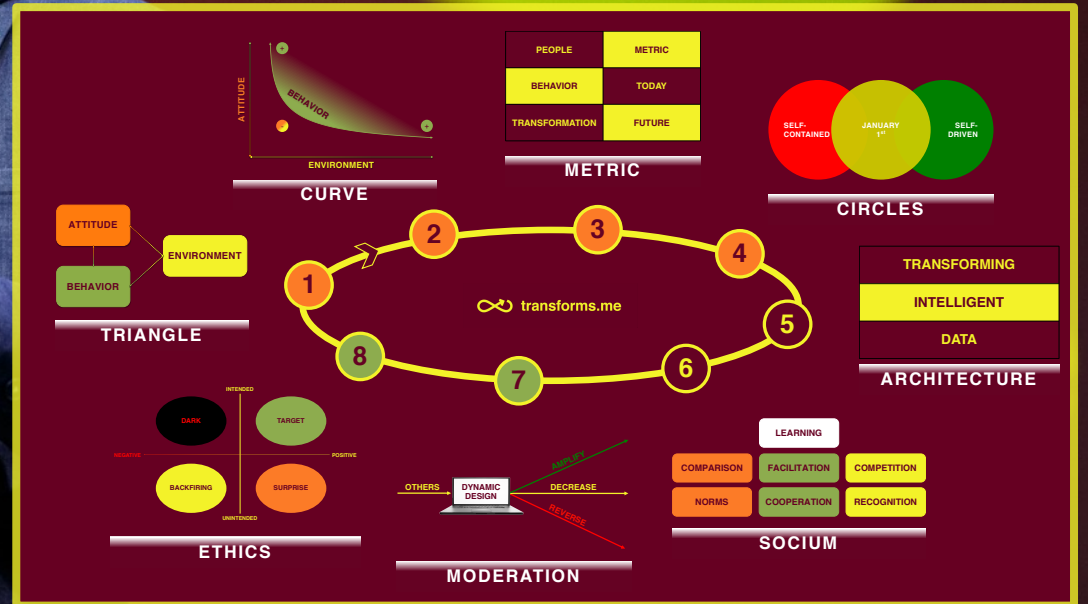 ATTITUDE
BEHAVIOR
ENVIRONMENT
TRIANGLE
ATTITUDE
BEHAVIOR
ENVIRONMENT
CURVE
PEOPLE
METRIC
BEHAVIOR
TODAY
TRANSFORMATION
FUTURE
METRIC
SELF-
CONTAINED
JANUARY
1st
SELF-
DRIVEN
CIRCLES
TRANSFORMING
INTELLIGENT
DATA
ARCHITECTURE
1
2
3
4
5
6
7
8
transforms.me
LEARNING
COMPARISON
FACILITATION
COMPETITION
NORMS
COOPERATION
RECOGNITION
SOCIUM
OTHERS
DYNAMIC
DESIGN
AMPLIFY
DECREASE
REVERSE
MODERATION
INTENDED
DARK
TARGET
NEGATIVE
POSITIVE
BACKFIRING
SURPRISE
UNINTENDED
ETHICS